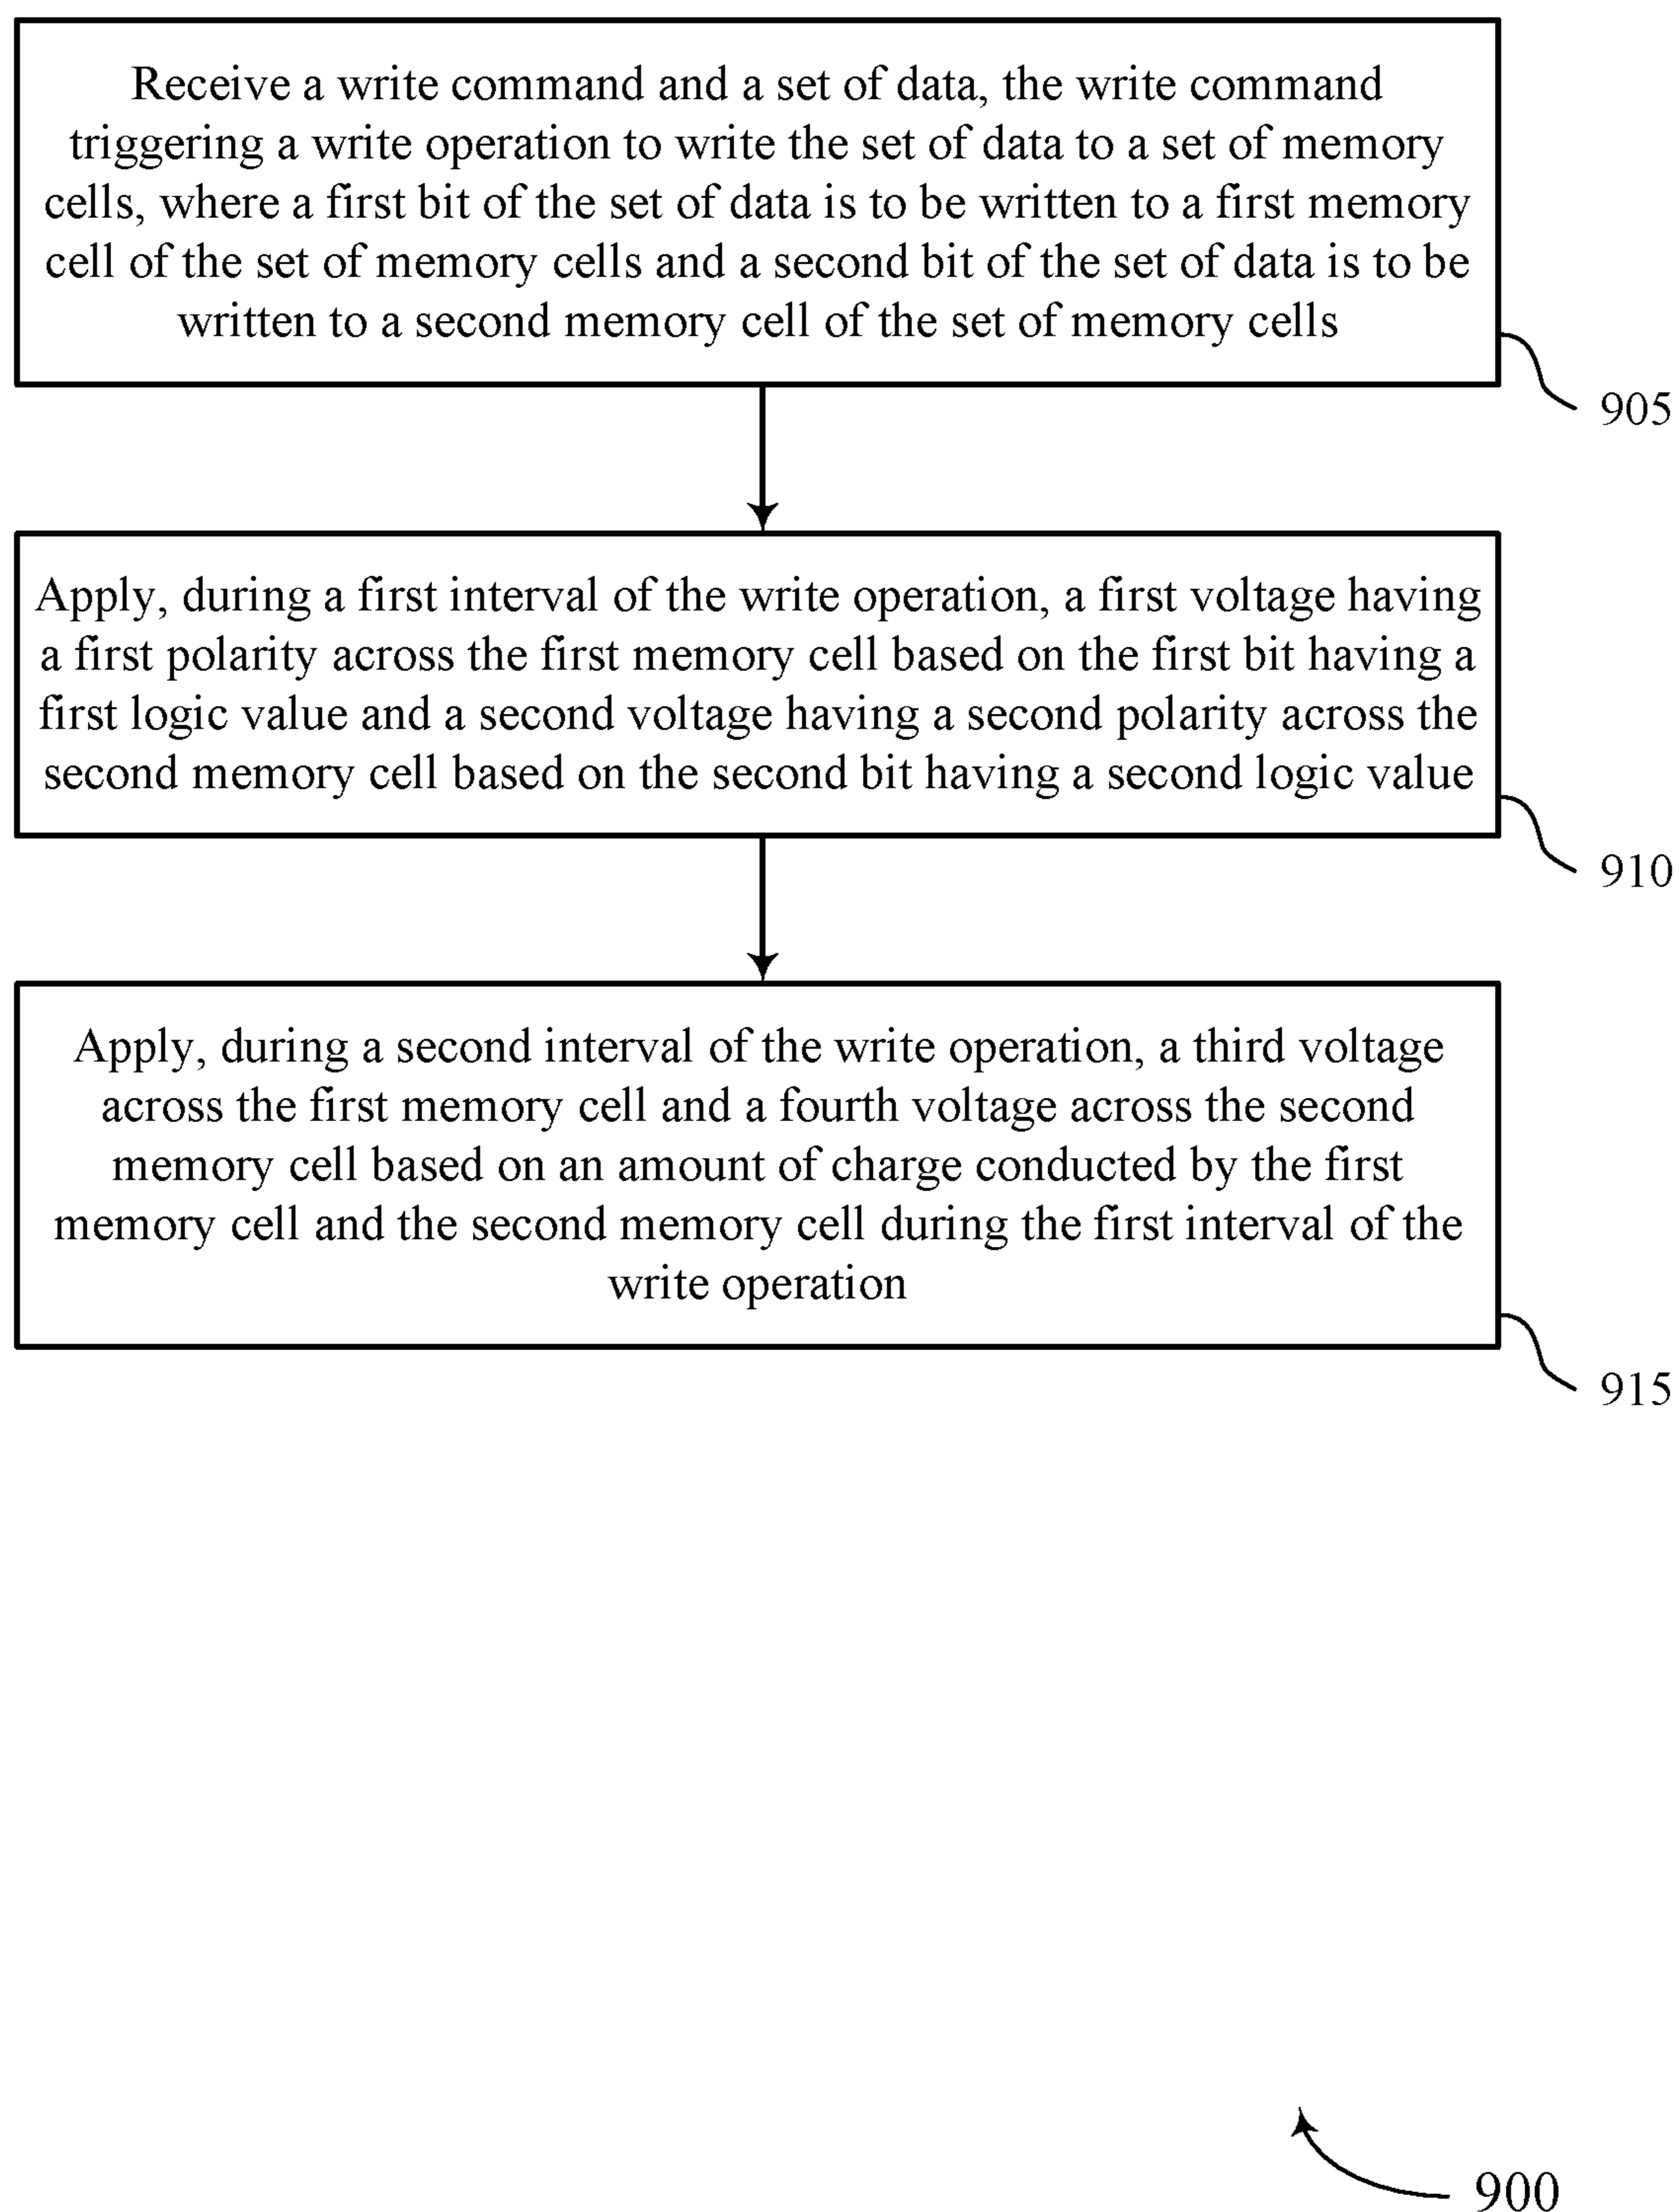 Receive a write command and a set of data, the write command
triggering a write operation to write the set of data to a set of memory
cells, where a first bit of the set of data is to be written to a first memory
cell of the set of memory cells and a second bit of the set of data is to be
written to a second memory cell of the set of memory cells
905
Apply, during a first interval of the write operation, a first voltage having
a first polarity across the first memory cell based on the first bit having a
first logic value and a second voltage having a second polarity across the
second memory cell based on the second bit having a second logic value
910
Apply, during a second interval of the write operation, a third voltage
across the first memory cell and a fourth voltage across the second
memory cell based on an amount of charge conducted by the first
memory cell and the second memory cell during the first interval of the
write operation
915
900